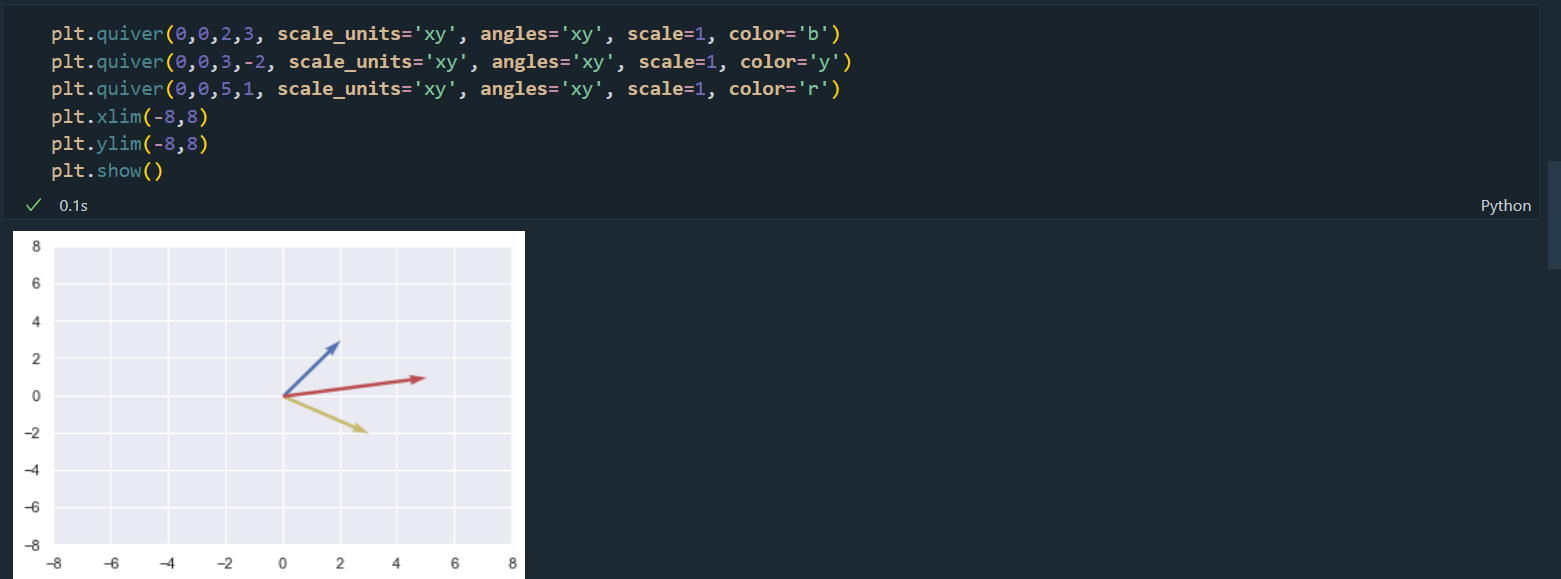 plt.quiver(0,0,2,3, scale_units='xy', angles='xy', scale=1, color='b')
plt.quiver(0,0,3,-2, scale_units='xy', angles='xy', scale=1, color='y')
plt.quiver(0,0,5,1, scale_units='xy', angles='xy', scale=1, color='r')
plt.xlim(-8,8)
plt.ylim(-8,8)
plt.show()
✓ 0.1s Python
8
6
4
2
0
−2
−4
−6
−8
−8 −6 −4 −2 0 2 4 6 8